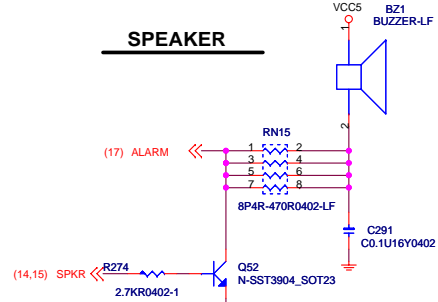 VCC5
BZ1
BUZZER-LF
SPEAKER
1
2
RN15
(17) ALARM
1 2
3 4
5 6
7 8
8P4R-470R0402-LF
C291
C0.1U16Y0402
(14,15) SPKR
R274
Q52
N-SST3904_SOT23
2.7KR0402-1